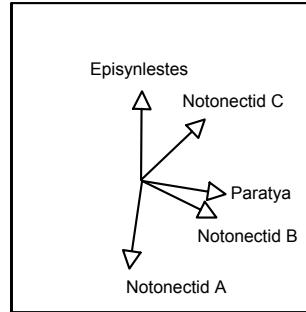 Episynlestes
Notonectid C
Paratya
Notonectid B
Notonectid A